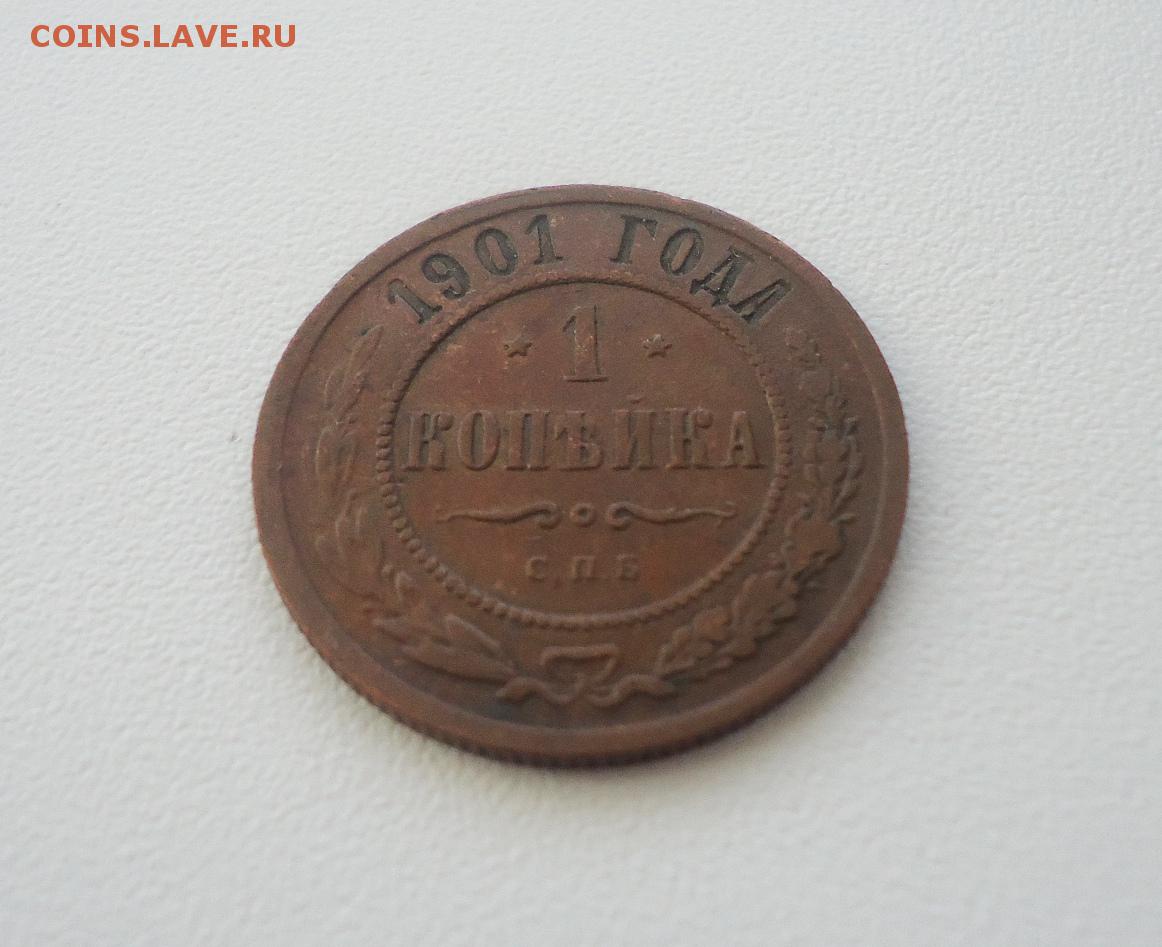 COINS.LAVE.RU
1901 ГОДА
* 1 *
КОПѢЙКА
С.П.Б